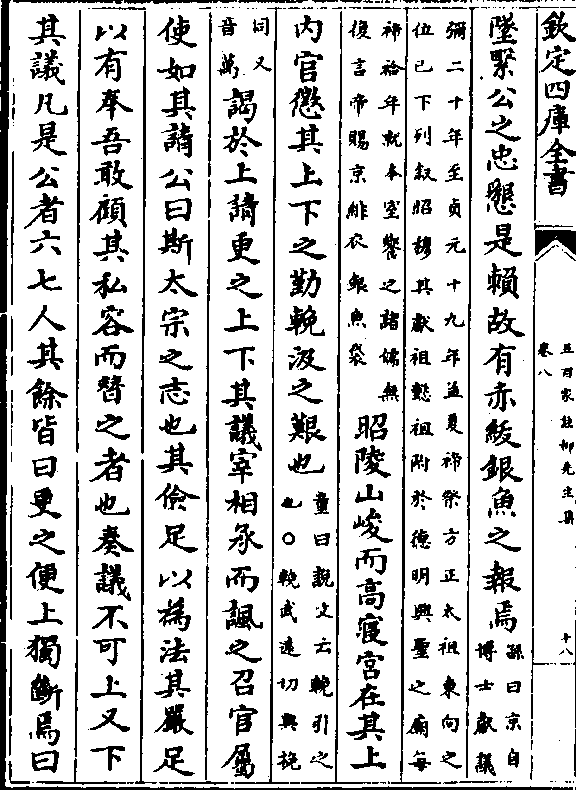 欽定四庫全書
五百家註柳先生集
卷八
十八
墜緊公之忠懇是賴故有赤紱銀魚之報焉孫曰京自博士獻議
彌二十年至貞元十九年孟夏禘祭方正太祖東向之
位已下列敘昭穆其獻祖懿祖附於德明興聖之廟每
禘祫年就本室饗之諸儒無
復言帝賜京緋衣銀魚袋
昭陵山峻而高寢宮在其上
内官懲其上下之勤輓汲之艱也童曰説文云輓引之
也○輓武遠切與挽
同又
音萬
謁於上請更之上下其議宰相承而諷之召官屬
使如其請公曰斯太宗之志也其儉足以為法其嚴足
以有奉吾敢顧其私容而替之者也奏議不可上又下
其議凡是公者六七人其餘皆曰更之便上獨斷焉曰